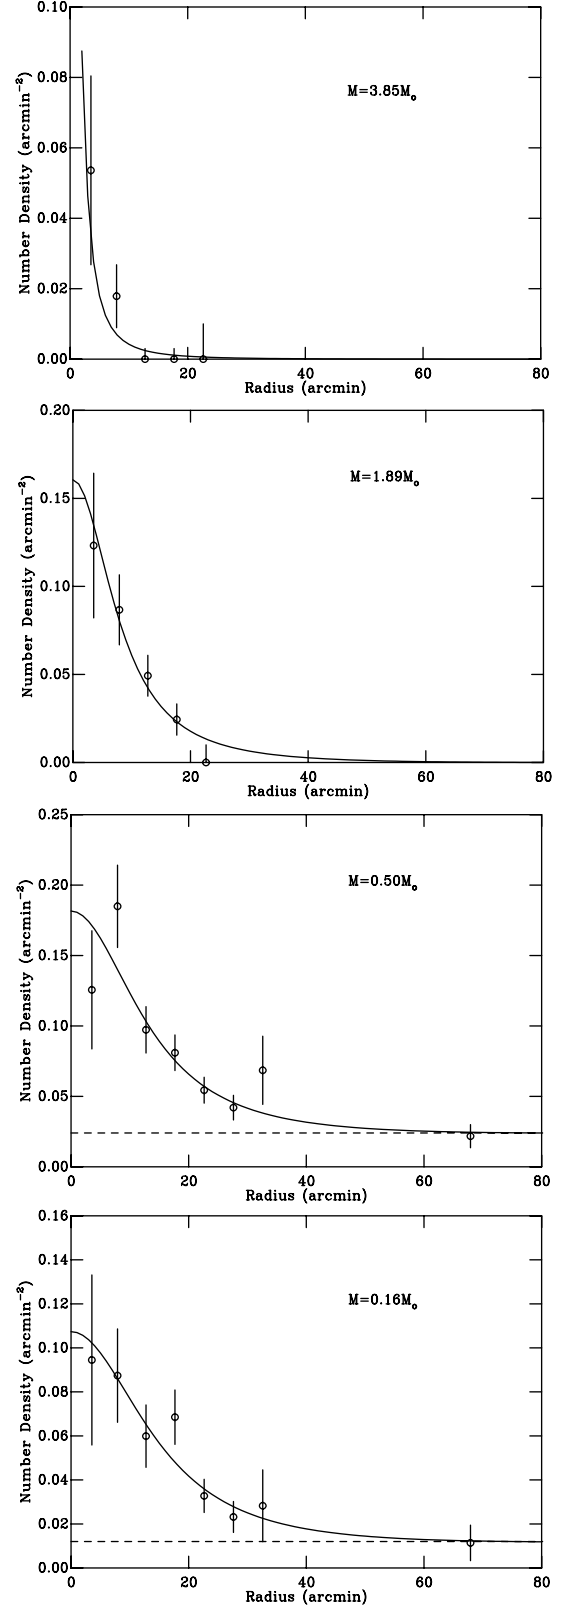 0.10
0.08
0.06
0.04
0.02
0.00
Number Density (arcmin⁻²)
M=3.85M₀
0 20 40 60 80
Radius (arcmin)
0.20
0.15
0.10
0.05
0.00
Number Density (arcmin⁻²)
M=1.89M₀
0 20 40 60 80
Radius (arcmin)
0.25
0.20
0.15
0.10
0.05
0.00
Number Density (arcmin⁻²)
M=0.50M₀
0 20 40 60 80
Radius (arcmin)
0.16
0.14
0.12
0.10
0.08
0.06
0.04
0.02
0.00
Number Density (arcmin⁻²)
M=0.16M₀
0 20 40 60 80
Radius (arcmin)